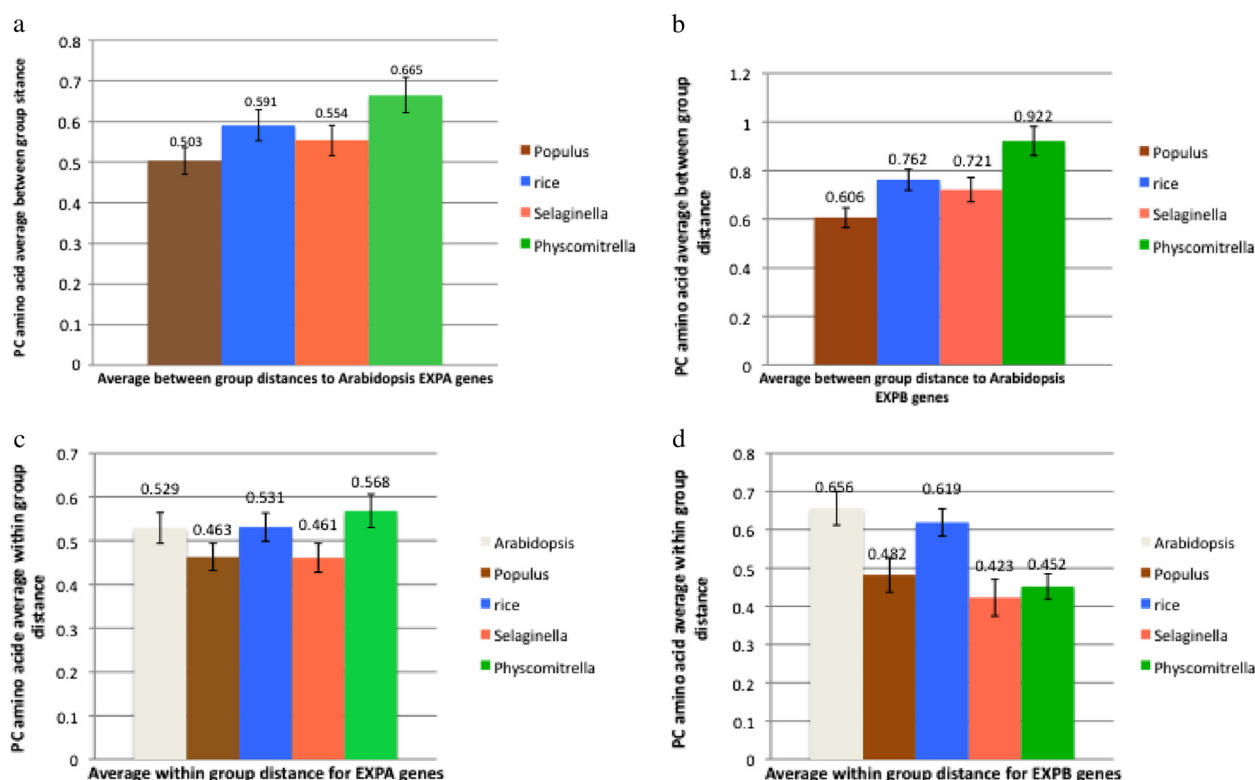 a
PC amino acid average between group sitance
0.8
0.7
0.6
0.5
0.4
0.3
0.2
0.1
0
0.503
0.591
0.554
0.665
Populus
rice
Selaginella
Physcomitrella
Average between group distances to Arabidopsis EXPA genes
b
PC amino acid average between group
distance
1.2
1
0.8
0.6
0.4
0.2
0
0.606
0.762
0.721
0.922
Populus
rice
Selaginella
Physcomitrella
Average between group distance to Arabidopsis
EXPB genes
c
PC amino acide average within group
distance
0.7
0.6
0.5
0.4
0.3
0.2
0.1
0
0.529
0.463
0.531
0.461
0.568
Arabidopsis
Populus
rice
Selaginella
Physcomitrella
Average within group distance for EXPA genes
d
PC amino acid average within group
distance
0.8
0.7
0.6
0.5
0.4
0.3
0.2
0.1
0
0.656
0.482
0.619
0.423
0.452
Arabidopsis
Populus
rice
Selaginella
Physcomitrella
Average within group distance for EXPB genes